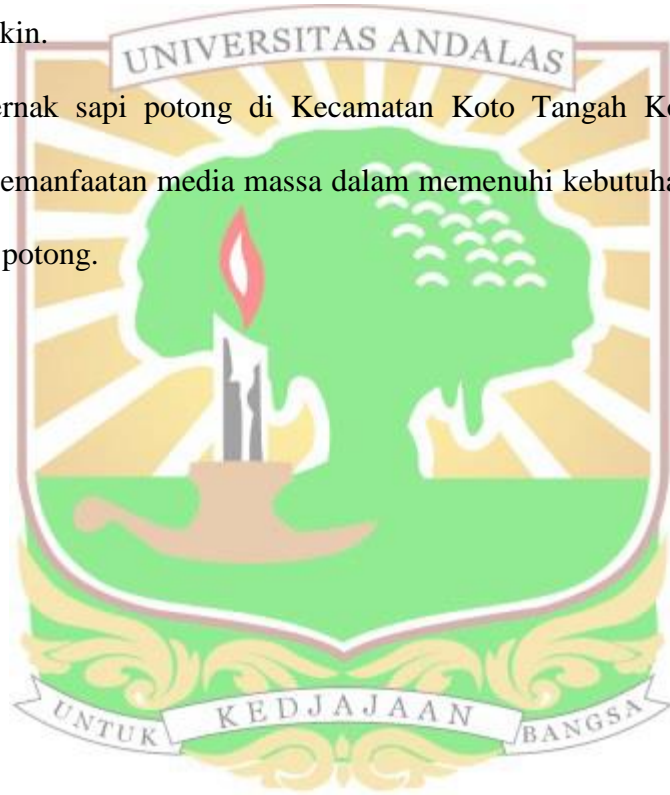 kin.
UNIVERSITAS ANDALAS
ernak sapi potong di Kecamatan Koto Tangah K
emanfaatan media massa dalam memenuhi kebutuha
potong.
UNTUK KEDJAJAAN BANGSA